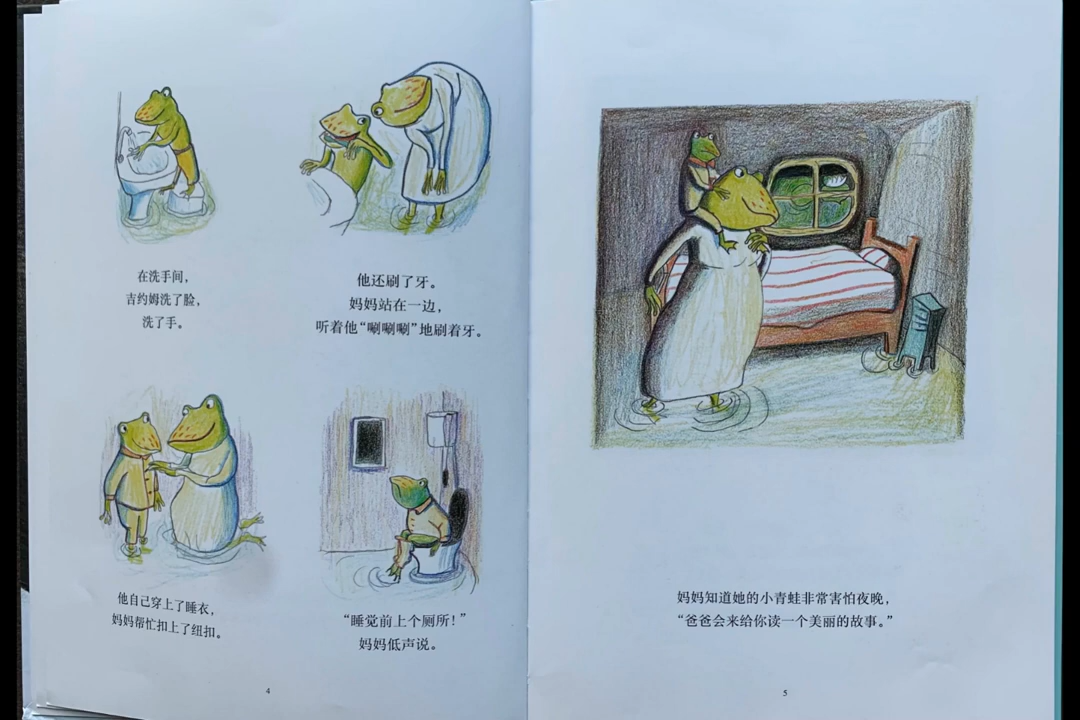 在洗手间，
吉约姆洗了脸，
洗了手。
他还刷了牙。
妈妈站在一边，
听着他“唰唰唰”地刷着牙。
他自己穿上了睡衣，
妈妈帮忙扣上了纽扣。
“睡觉前上个厕所！”
妈妈低声说。
4
妈妈知道她的小青蛙非常害怕夜晚，
“爸爸会来给你读一个美丽的故事。”
5